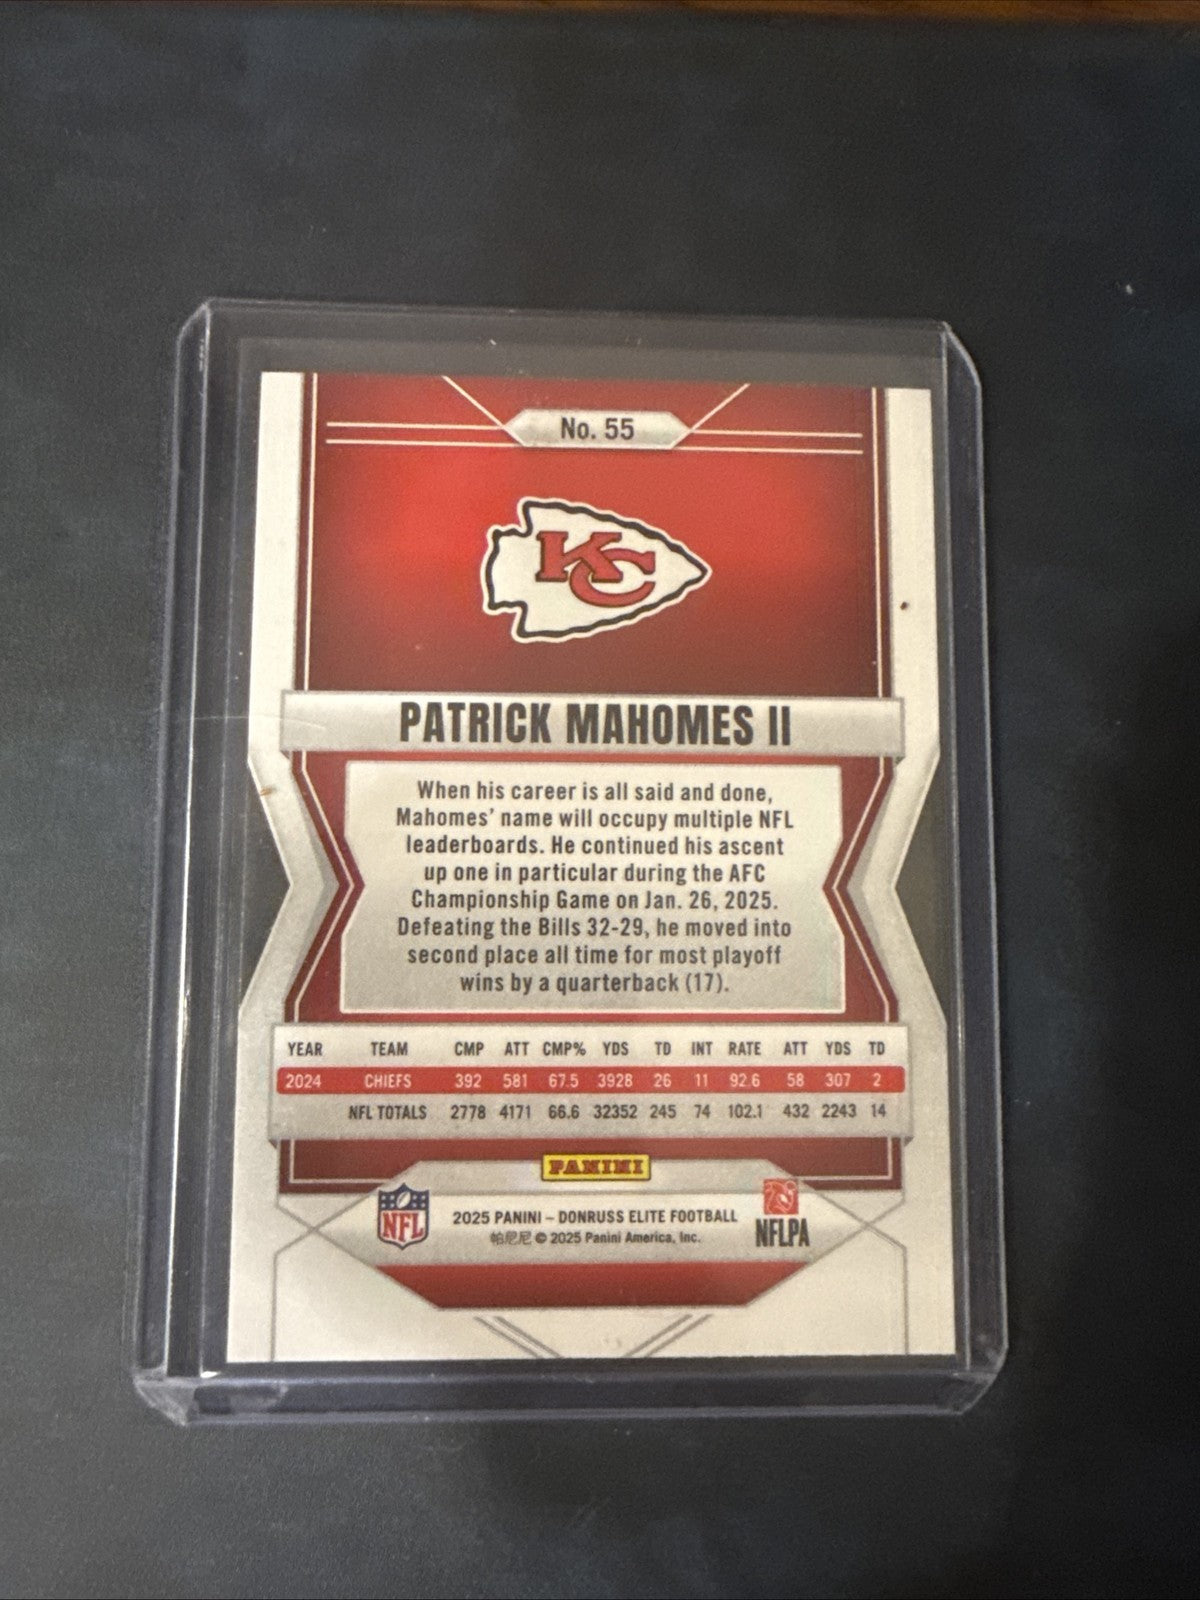 No. 55
KC
PATRICK MAHOMES II
When his career is all said and done,
Mahomes' name will occupy multiple NFL
leaderboards. He continued his ascent
up one in particular during the AFC
Championship Game on Jan. 26, 2025.
Defeating the Bills 32-29, he moved into
second place all time for most playoff
wins by a quarterback (17).
YEAR TEAM CMP ATT CMP% YDS TD INT RATE ATT YDS TD
2024 CHIEFS 392 581 67.5 3928 26 11 92.6 58 307 2
NFL TOTALS 2778 4171 66.6 32352 245 74 102.1 432 2243 14
PANINI
NFL
2025 PANINI – DONRUSS ELITE FOOTBALL
帕尼尼 © 2025 Panini America, Inc.
NFLPA